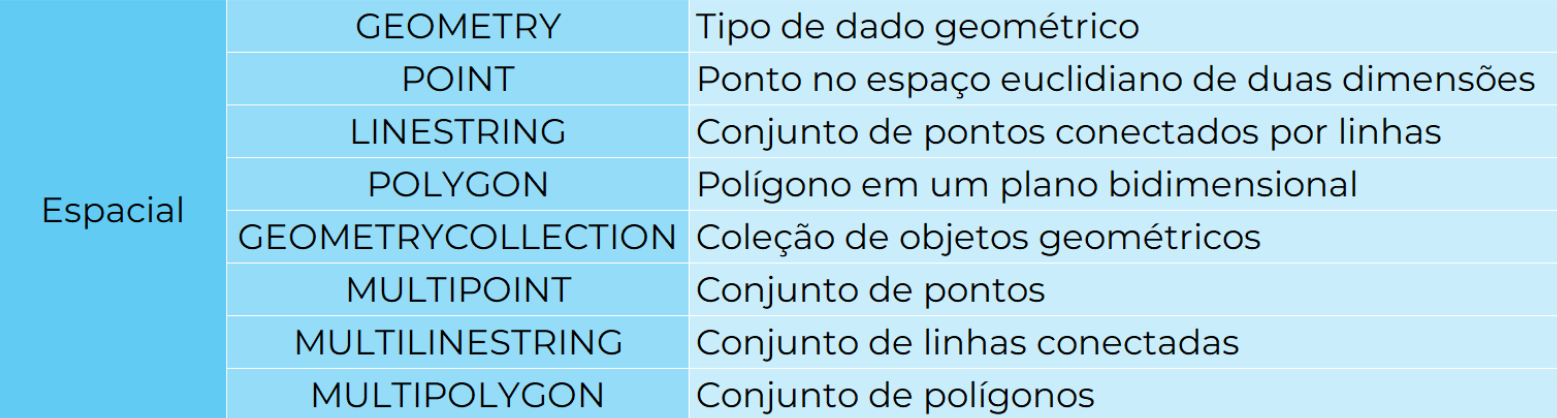 GEOMETRY Tipo de dado geométrico
POINT Ponto no espaço euclidiano de duas dimensões
LINESTRING Conjunto de pontos conectados por linhas
POLYGON Polígono em um plano bidimensional
Espacial
GEOMETRYCOLLECTION Coleção de objetos geométricos
MULTIPOINT Conjunto de pontos
MULTILINESTRING Conjunto de linhas conectadas
MULTIPOLYGON Conjunto de polígonos